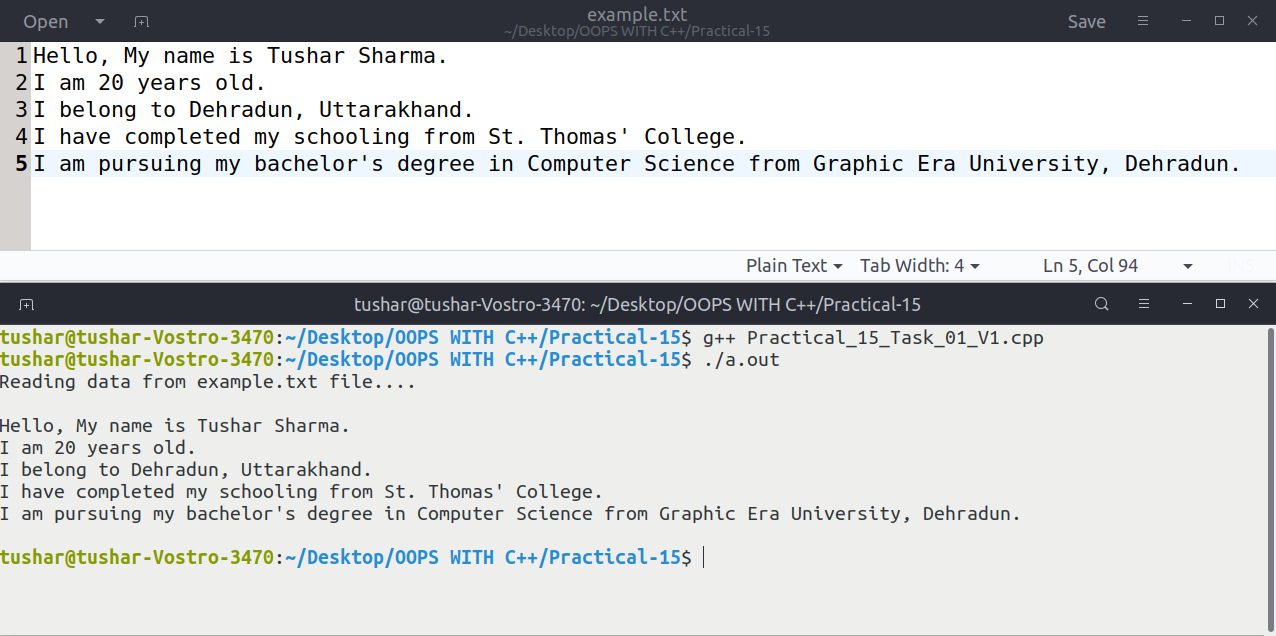 Open
example.txt
~/Desktop/OOPS WITH C++/Practical-15
Save
1 Hello, My name is Tushar Sharma.
2 I am 20 years old.
3 I belong to Dehradun, Uttarakhand.
4 I have completed my schooling from St. Thomas' College.
5 I am pursuing my bachelor's degree in Computer Science from Graphic Era University, Dehradun.
Plain Text Tab Width: 4 Ln 5, Col 94 INS
tushar@tushar-Vostro-3470: ~/Desktop/OOPS WITH C++/Practical-15
tushar@tushar-Vostro-3470:~/Desktop/OOPS WITH C++/Practical-15$ g++ Practical_15_Task_01_V1.cpp
tushar@tushar-Vostro-3470:~/Desktop/OOPS WITH C++/Practical-15$ ./a.out
Reading data from example.txt file....
Hello, My name is Tushar Sharma.
I am 20 years old.
I belong to Dehradun, Uttarakhand.
I have completed my schooling from St. Thomas' College.
I am pursuing my bachelor's degree in Computer Science from Graphic Era University, Dehradun.
tushar@tushar-Vostro-3470:~/Desktop/OOPS WITH C++/Practical-15$